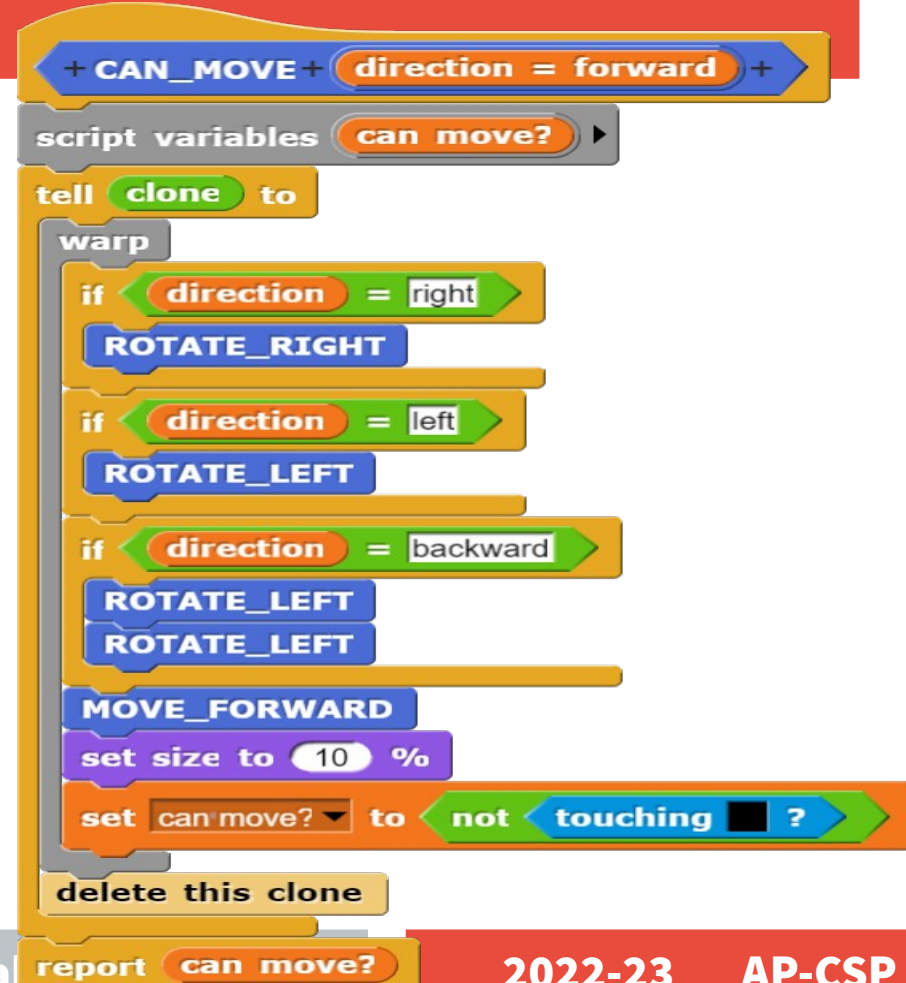 + CAN_MOVE + direction = forward +
script variables can move?
tell clone to
warp
if direction = right
ROTATE_RIGHT
if direction = left
ROTATE_LEFT
if direction = backward
ROTATE_LEFT
ROTATE_LEFT
MOVE_FORWARD
set size to 10 %
set can move? to not touching ?
delete this clone
report can move?
2022-23 AP-CSP